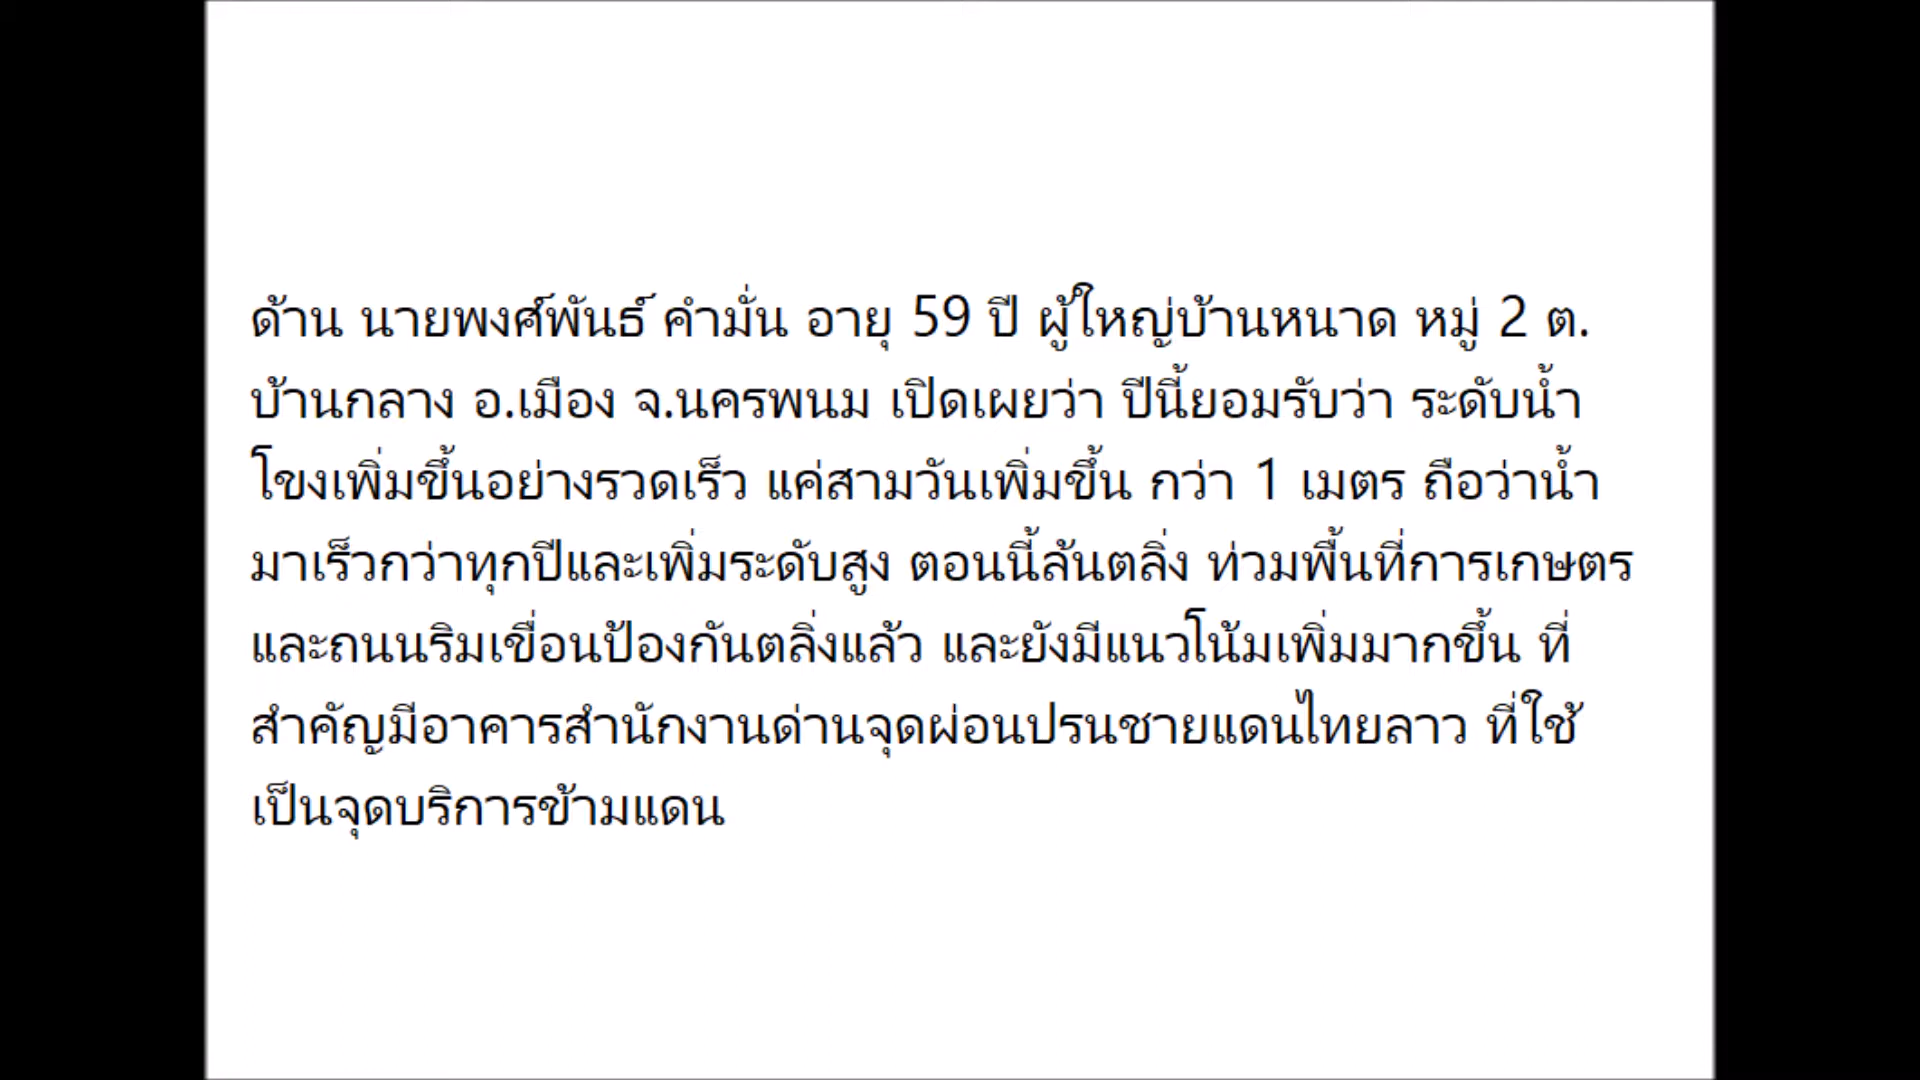 ด้าน นายพงศ์พันธ์ คำมั่น อายุ 59 ปี ผู้ใหญ่บ้านหนาด หมู่ 2 ต.
บ้านกลาง อ.เมือง จ.นครพนม เปิดเผยว่า ปีนี้ยอมรับว่า ระดับน้ำ
โขงเพิ่มขึ้นอย่างรวดเร็ว แค่สามวันเพิ่มขึ้น กว่า 1 เมตร ถือว่าน้ำ
มาเร็วกว่าทุกปีและเพิ่มระดับสูง ตอนนี้ล้นตลิ่ง ท่วมพื้นที่การเกษตร
และถนนริมเขื่อนป้องกันตลิ่งแล้ว และยังมีแนวโน้มเพิ่มมากขึ้น ที่
สำคัญมีอาคารสำนักงานด่านจุดผ่อนปรนชายแดนไทยลาว ที่ใช้
เป็นจุดบริการข้ามแดน